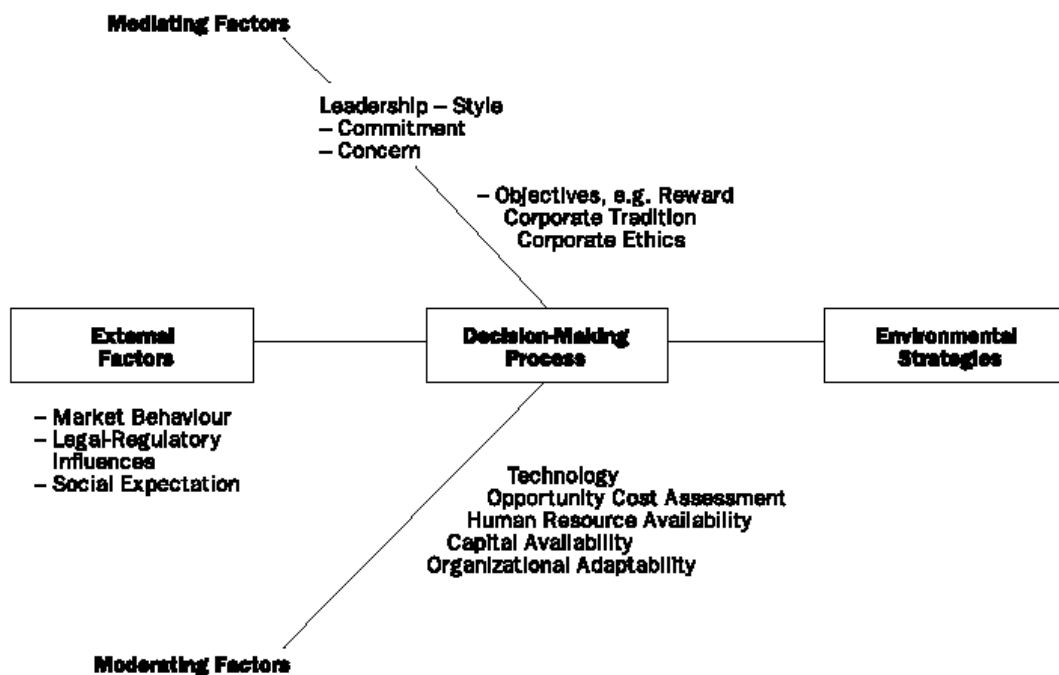 Mediating Factors
Leadership – Style
– Commitment
– Concern
– Objectives, e.g. Reward
Corporate Tradition
Corporate Ethics
External
Factors
Decision-Making
Process
Environmental
Strategies
– Market Behaviour
– Legal-Regulatory
Influences
– Social Expectation
Technology
Opportunity Cost Assessment
Human Resource Availability
Capital Availability
Organizational Adaptability
Moderating Factors